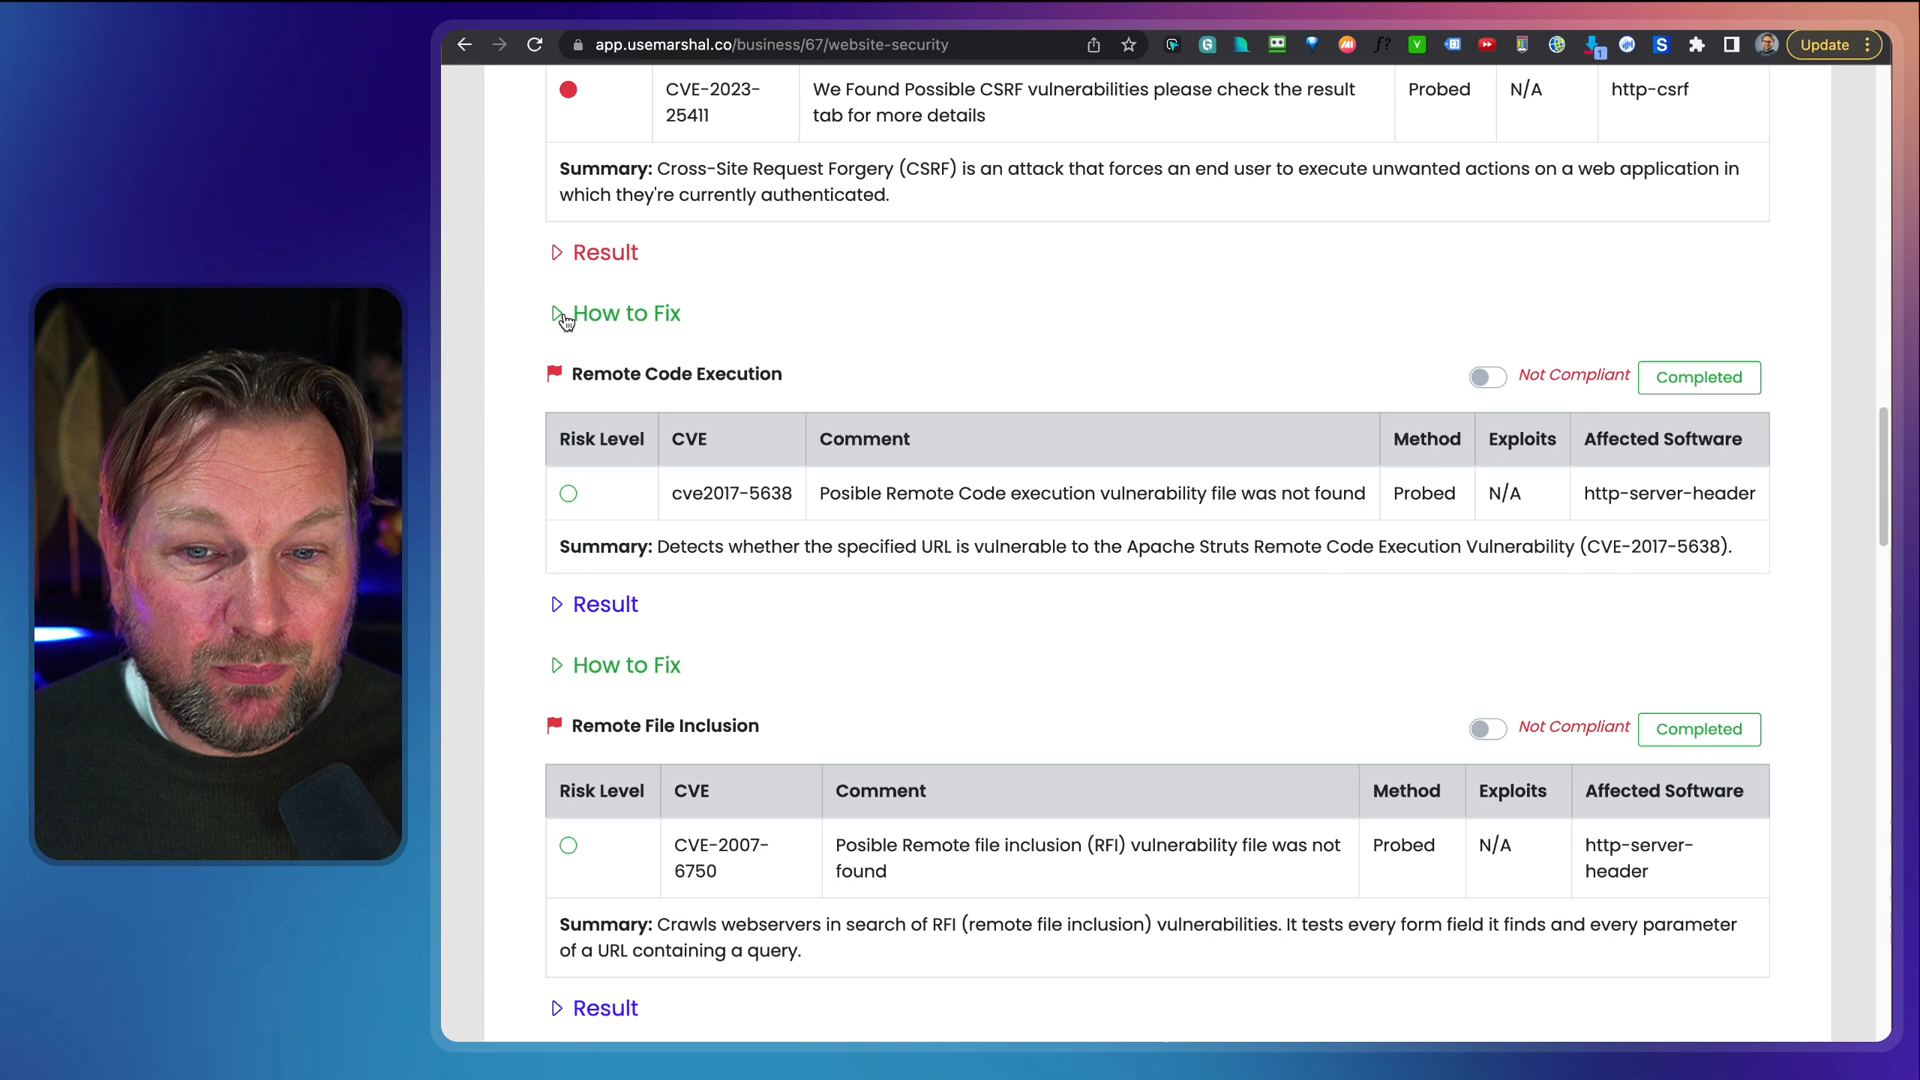 app.usemarshal.co/business/67/website-security
1
Update
CVE-2023-
25411
We Found Possible CSRF vulnerabilities please check the result
tab for more details
Probed
N/A
http-csrf
Summary: Cross-Site Request Forgery (CSRF) is an attack that forces an end user to execute unwanted actions on a web application in
which they're currently authenticated.
Result
How to Fix
Remote Code Execution
Not Compliant
Completed
Risk Level
CVE
Comment
Method
Exploits
Affected Software
cve2017-5638
Posible Remote Code execution vulnerability file was not found
Probed
N/A
http-server-header
Summary: Detects whether the specified URL is vulnerable to the Apache Struts Remote Code Execution Vulnerability (CVE-2017-5638).
Result
How to Fix
Remote File Inclusion
Not Compliant
Completed
Risk Level
CVE
Comment
Method
Exploits
Affected Software
CVE-2007-
6750
Posible Remote file inclusion (RFI) vulnerability file was not
found
Probed
N/A
http-server-
header
Summary: Crawls webservers in search of RFI (remote file inclusion) vulnerabilities. It tests every form field it finds and every parameter
of a URL containing a query.
Result